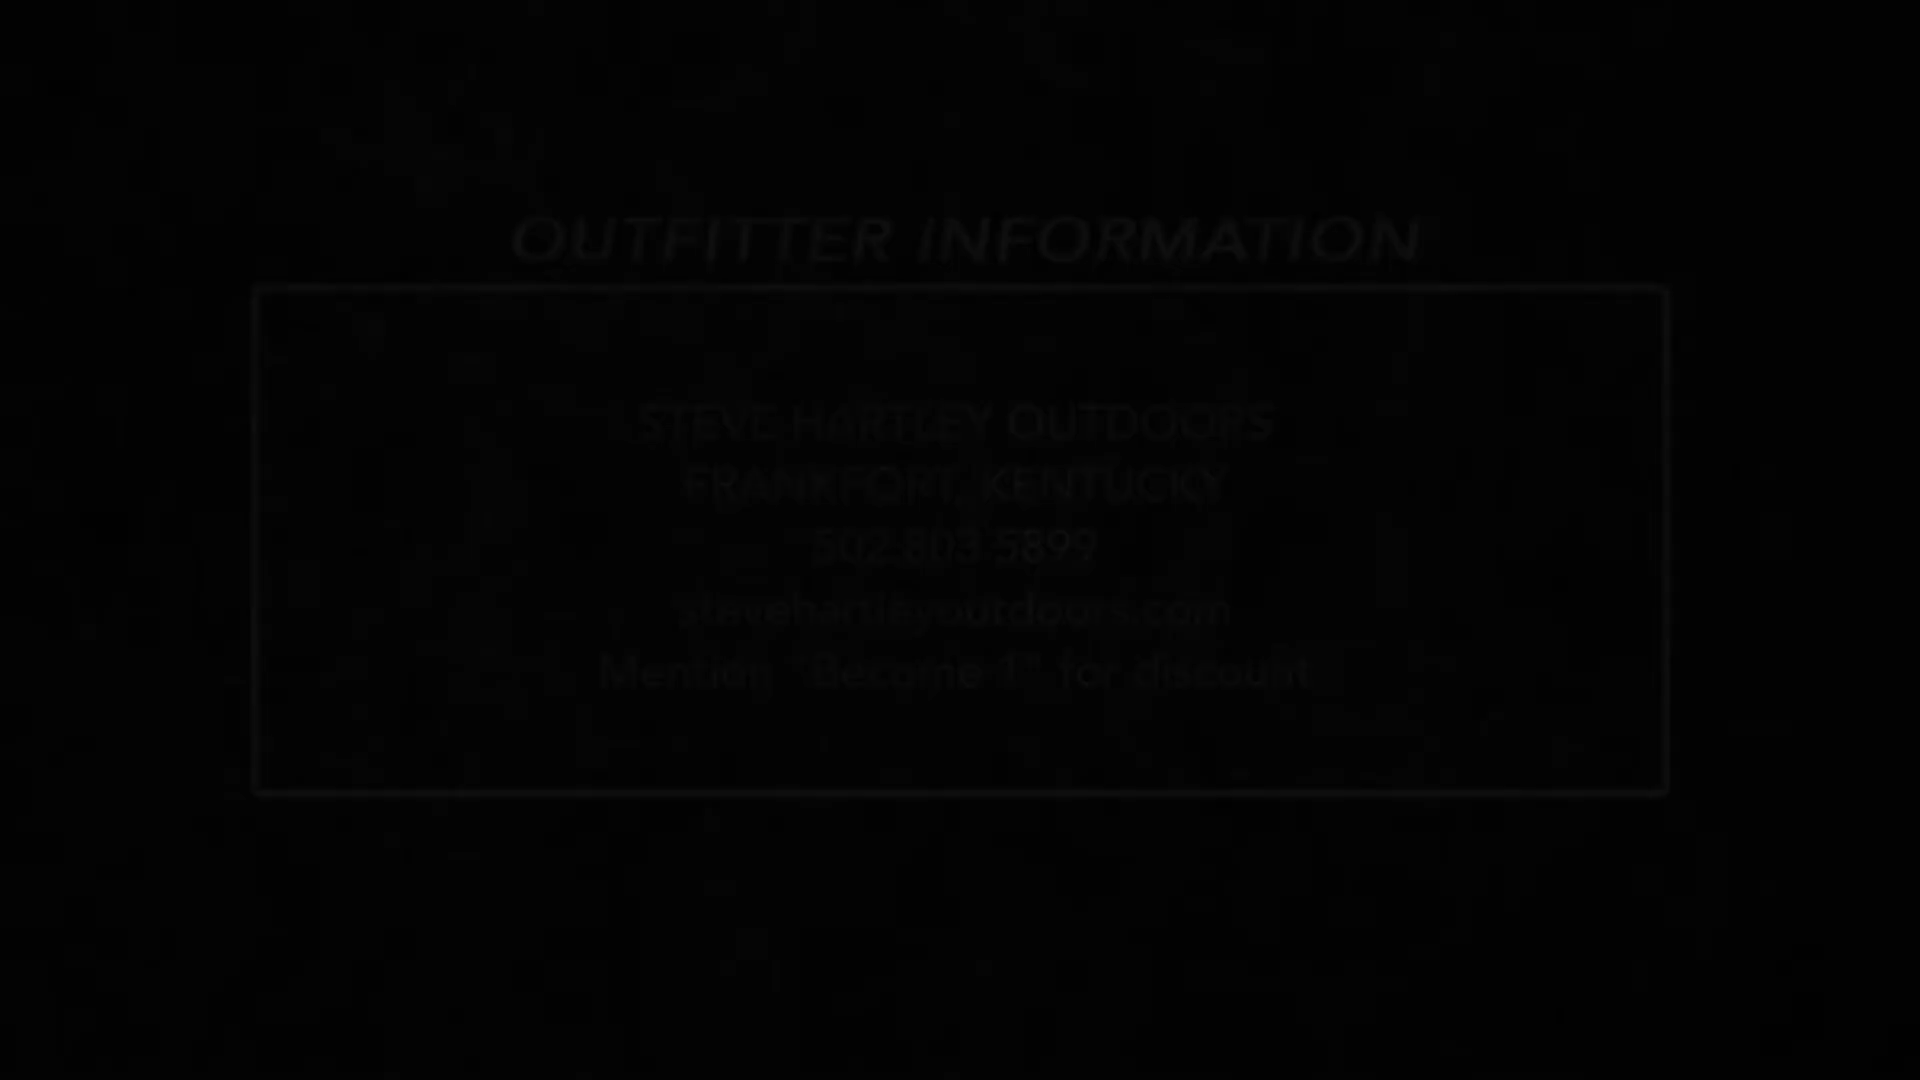 OUTFITTER INFORMATION
STEVE HARTLEY OUTDOORS
FRANKFORT, KENTUCKY
502.803.5899
stevehartleyoutdoors.com
Mention "Become 1" for discount